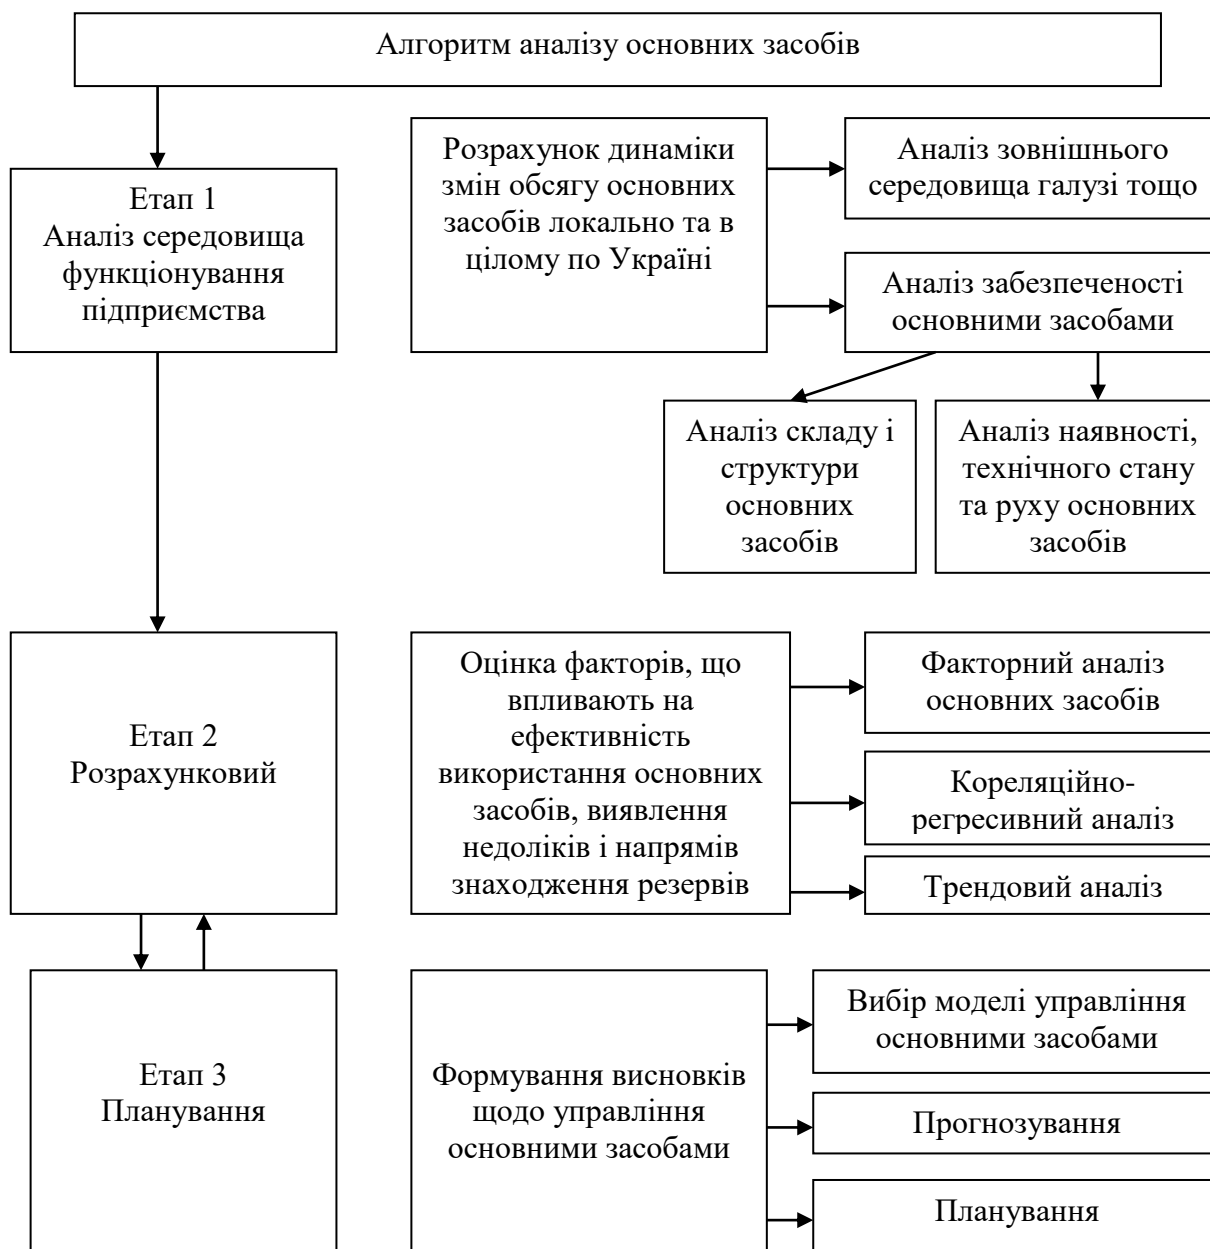 Алгоритм аналізу основних засобів
Етап 1
Аналіз середовища
функціонування
підприємства
Розрахунок динаміки
змін обсягу основних
засобів локально та в
цілому по Україні
Аналіз зовнішнього
середовища галузі тощо
Аналіз забезпеченості
основними засобами
Аналіз складу і
структури
основних
засобів
Аналіз наявності,
технічного стану
та руху основних
засобів
Етап 2
Розрахунковий
Оцінка факторів, що
впливають на
ефективність
використання основних
засобів, виявлення
недоліків і напрямів
знаходження резервів
Факторний аналіз
основних засобів
Кореляційно-
регресивний аналіз
Трендовий аналіз
Етап 3
Планування
Формування висновків
щодо управління
основними засобами
Вибір моделі управління
основними засобами
Прогнозування
Планування